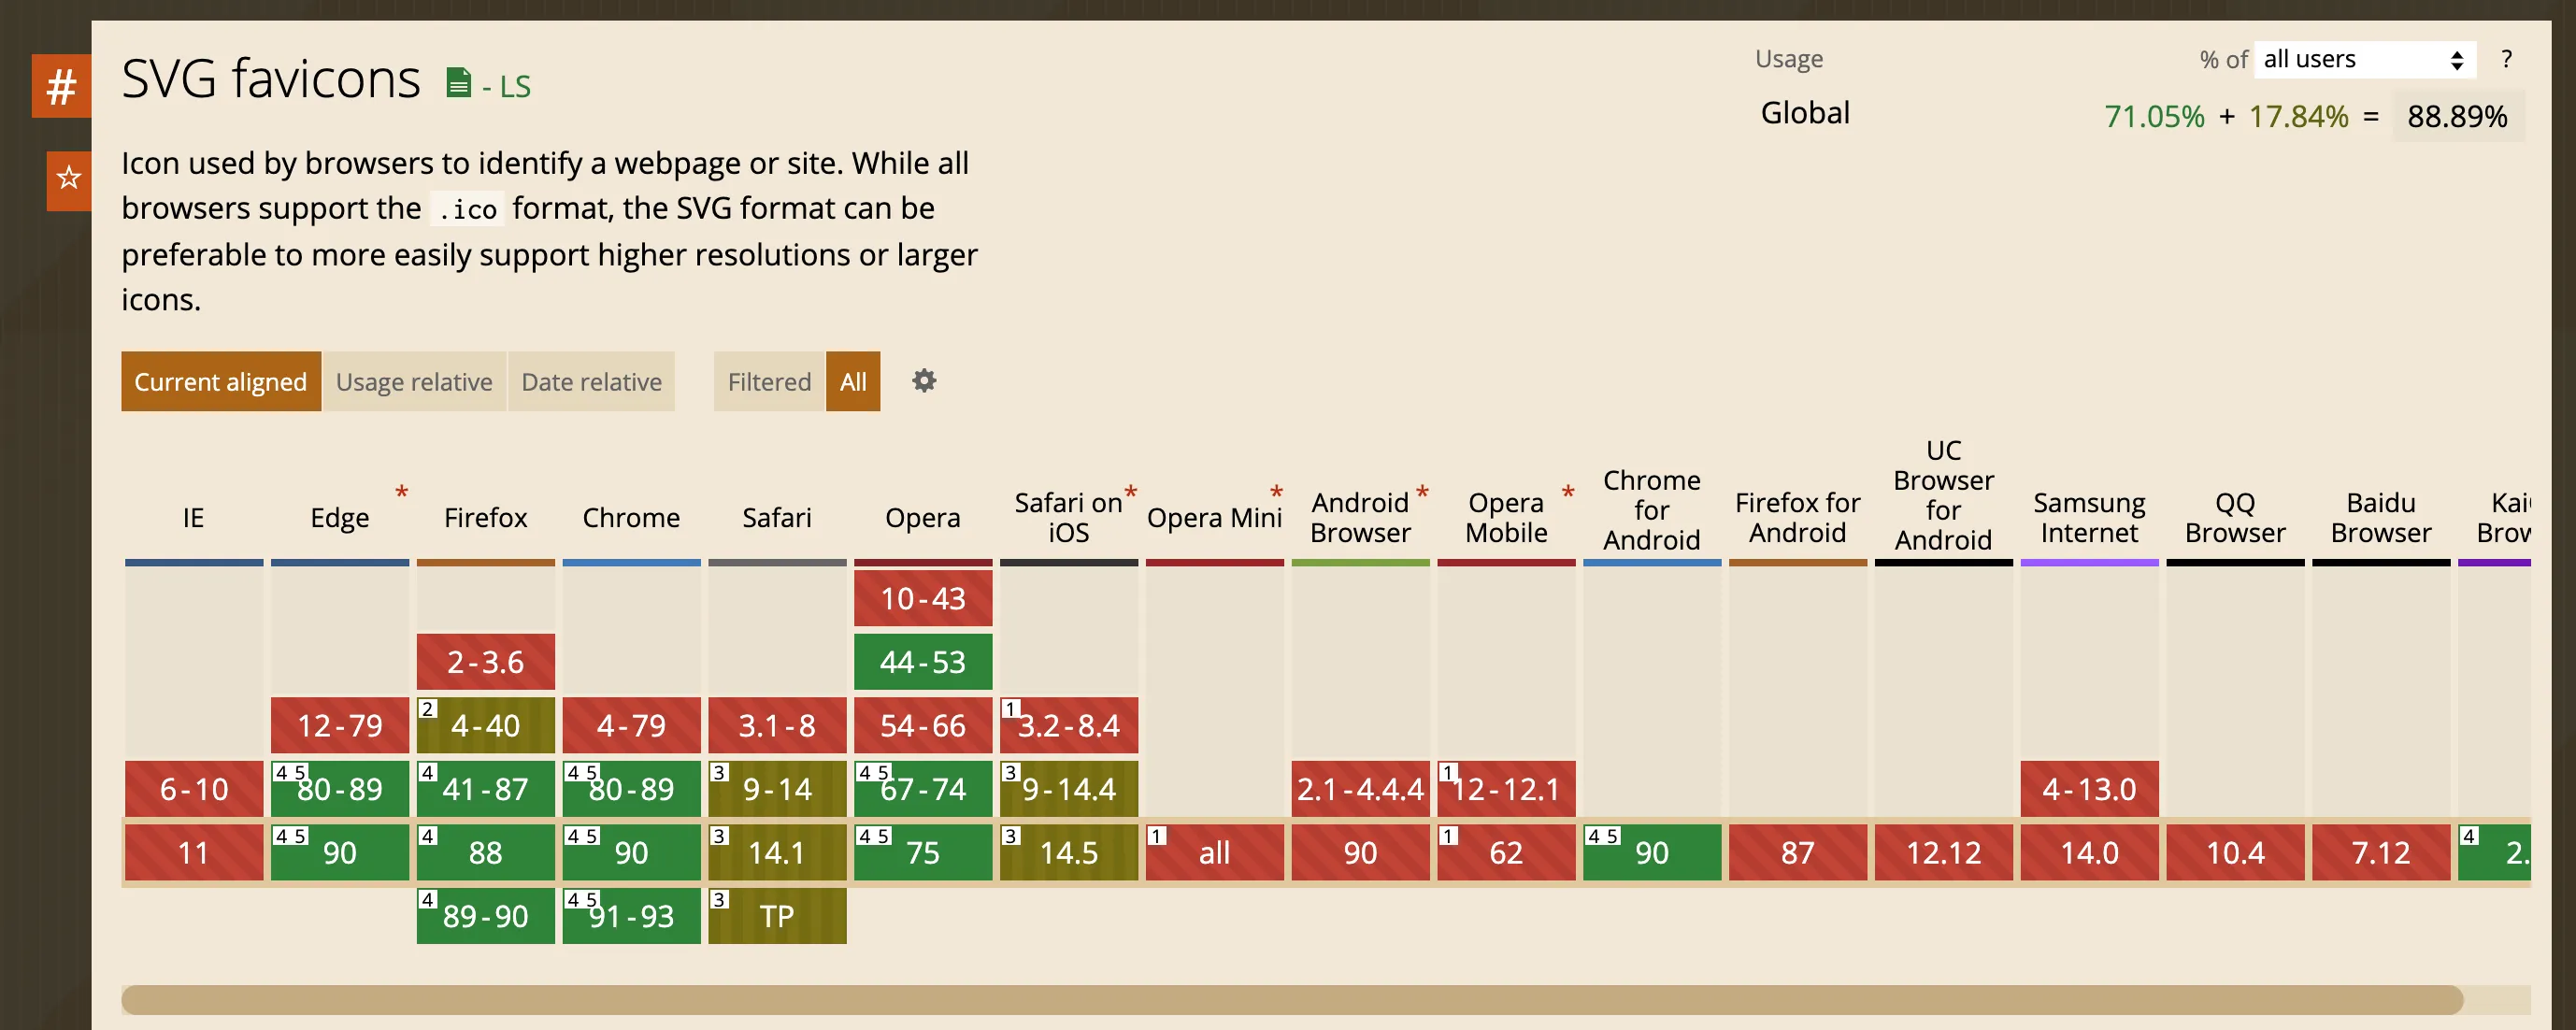 #
SVG favicons - LS
Usage % of all users ?
Global 71.05% + 17.84% = 88.89%
Icon used by browsers to identify a webpage or site. While all
browsers support the .ico format, the SVG format can be
preferable to more easily support higher resolutions or larger
icons.
Current aligned Usage relative Date relative Filtered All
IE
Edge *
Firefox
Chrome
Safari
Opera
Safari on *
iOS
Opera Mini *
Android *
Browser
Opera *
Mobile
Chrome
for
Android
Firefox for
Android
UC
Browser
for
Android
Samsung
Internet
QQ
Browser
Baidu
Browser
Kai
Brow
10-43
2-3.6 44-53
12-79 2 4-40 4-79 3.1-8 54-66 1 3.2-8.4
6-10 4 5 80-89 4 41-87 4 5 80-89 3 9-14 4 5 67-74 3 9-14.4 2.1-4.4.4 1 12-12.1 4-13.0
11 4 5 90 4 88 4 5 90 3 14.1 4 5 75 3 14.5 1 all 90 1 62 4 5 90 87 12.12 14.0 10.4 7.12 4 2.
4 89-90 4 5 91-93 3 TP